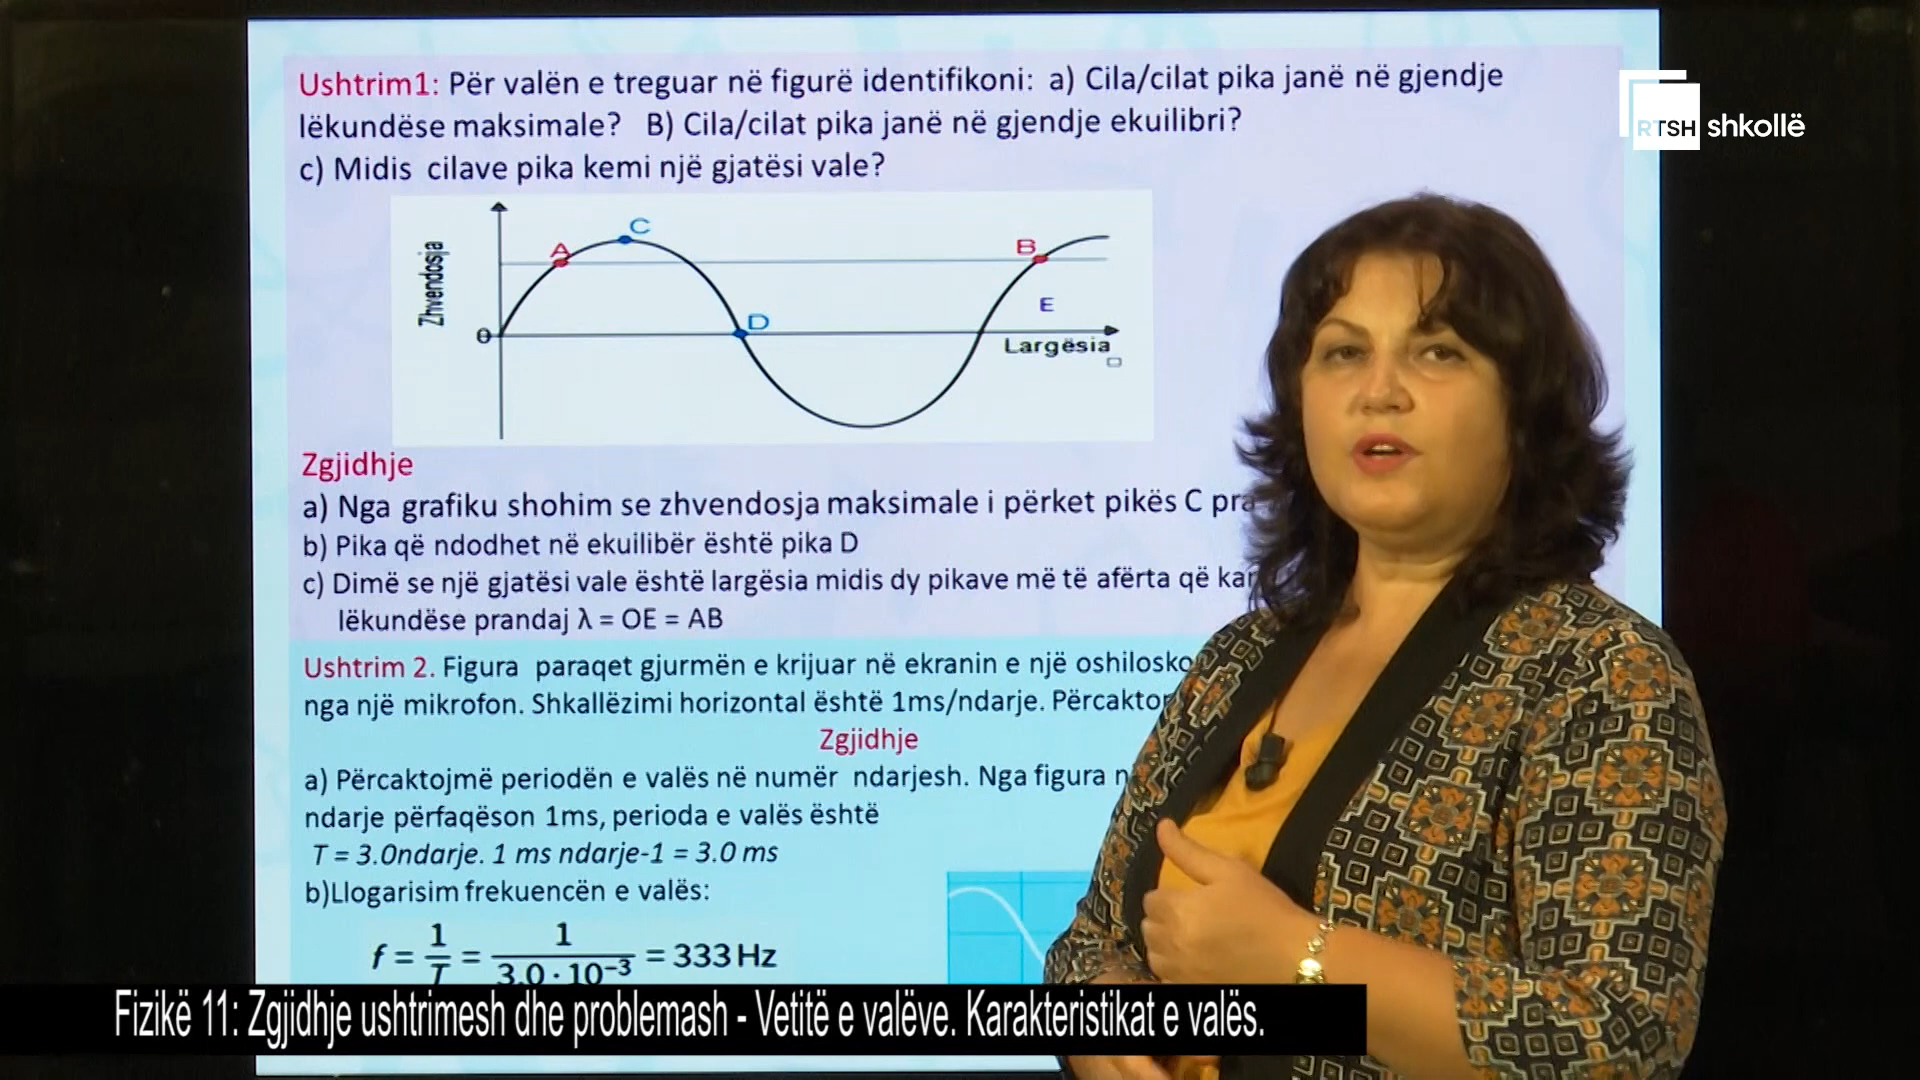 Ushtrim1: Për valën e treguar në figurë identifikoni: a) Cila/cilat pika janë në gjendje
lëkundëse maksimale? B) Cila/cilat pika janë në gjendje ekuilibri?
c) Midis cilave pika kemi një gjatësi vale?
RTSH shkollë
Zhvendosja
A
C
B
E
D
0
Largësia
Zgjidhje
a) Nga grafiku shohim se zhvendosja maksimale i përket pikës C
b) Pika që ndodhet në ekuilibër është pika D
c) Dimë se një gjatësi vale është largësia midis dy pikave më të afërta që
lëkundëse prandaj λ = OE = AB
Ushtrim 2. Figura paraqet gjurmën e krijuar në ekranin e një
nga një mikrofon. Shkallëzimi horizontal është 1ms/ndarje.
Zgjidhje
a) Përcaktojmë periodën e valës në numër ndarjesh. Nga figura
ndarje përfaqëson 1ms, perioda e valës është
T = 3.0ndarje. 1 ms ndarje-1 = 3.0 ms
b)Llogarisim frekuencën e valës:
f = 1/T = 1/3.0·10⁻³ = 333 Hz
Fizikë 11: Zgjidhje ushtrimesh dhe problemash - Vetitë e valëve. Karakteristikat e valës.